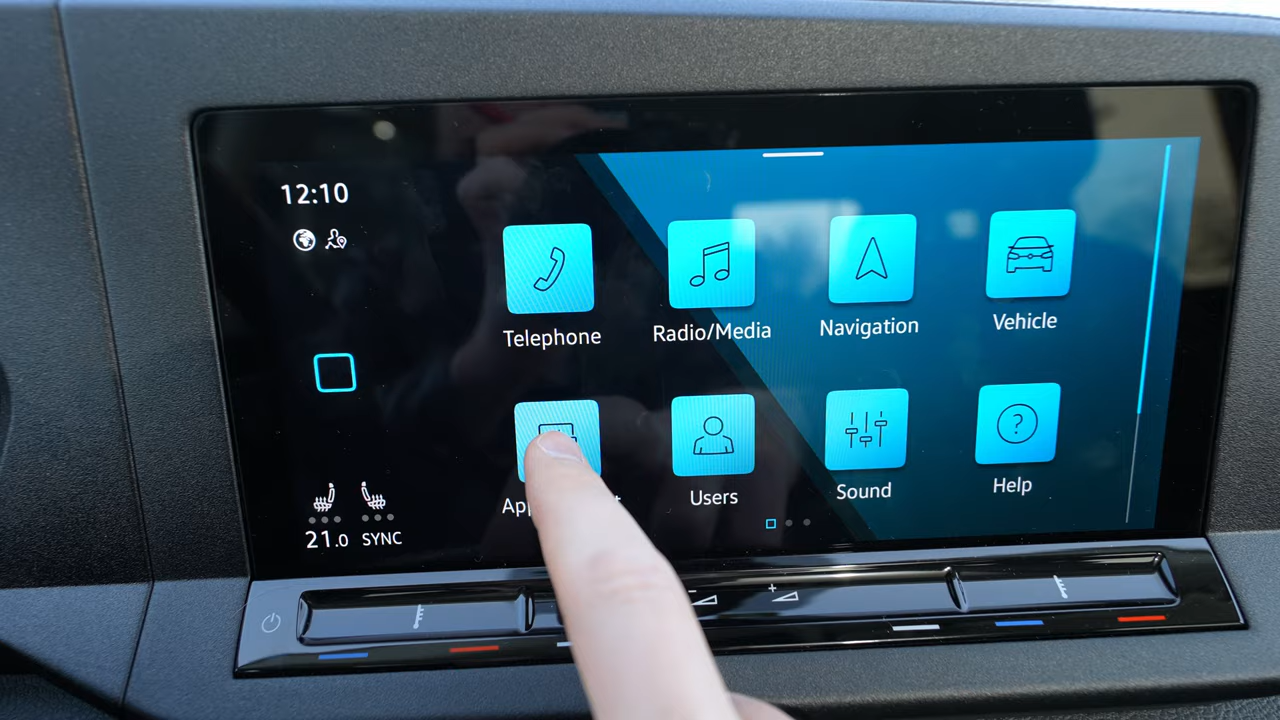 12:10
Telephone
Radio/Media
Navigation
Vehicle
Users
Sound
Help
21.0 SYNC